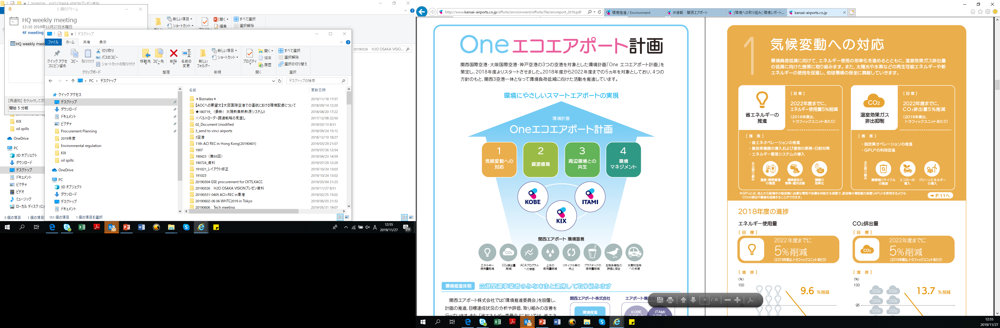 20190326　H2O OSAKA VISIONプレゼン資料
1 個のアラーム
HQ weekly meeting
13:10 2019年11月27日水曜日
4F meeting
HQ weekly mee
[再通知] をクリックして次
開始 5 分前
新しい項目
ショートカット
開く
編集
すべて選択
選択解除
20190326　H2O OSAKA VISIO...
デスクトップ
ファイル
ホーム
共有
表示
クイック アクセスにピン留め
コピー
貼り付け
切り取り
パスのコピー
ショートカットの貼り付け
クリップボード
移動先
コピー先
削除
名前の変更
整理
新しいフォルダー
新しい項目
ショートカット
新規
プロパティ
開く
編集
履歴
開く
すべて選択
選択解除
選択の切り替え
選択
PC
デスクトップ
デスクトップの検索
クイック アクセス
デスクトップ
ダウンロード
ドキュメント
ピクチャ
Procurement Planning
2019年度
Environmental regulation
KIX
oil spills
OneDrive
PC
3D オブジェクト
ダウンロード
デスクトップ
ドキュメント
名前
更新日時
＊Bizmates＊ 2019/11/18 17:57
【AOCへの要望文】大阪国際空港での運航における環境配慮について 2018/09/14 12:20
★180719_（最新）太陽熱集熱熱源システム3 2018/08/20 17:22
※ベルトローダー調達戦略の見直し 2017/12/08 22:50
02_Document (modified 2019/03/13 8:51
3_send to vinci airports 2018/09/24 15:12
3空港 2018/12/10 18:27
11th ACI REC in Hong Kong(20190401) 2019/03/29 21:07
1907 2019/07/26 12:54
190423（第65回） 2019/04/23 14:59
190724_資料 2019/07/29 12:29
191021_レイアウト修正 2019/10/24 13:03
191023 2019/10/24 13:02
20190304 GSE procurement for CKTS,KACC 2019/03/04 21:23
20190326　H2O OSAKA VISIONプレゼン資料 2019/11/27 8:51
20190331-0405 ACI=REC in香港 2019/02/25 15:02
20190602-06 06 WHTC2019 in Tokyo 2019/06/03 21:32
20190606　Tech meeting 2019/05/31 19:07
151 個の項目
1 個の項目を選択
KIX
oil spills
OneDrive
PC
3D オブジェクト
ダウンロード
デスクトップ
ドキュメント
ピクチャ
ビデオ
ミュージック
ローカル ディスク (C:)
3 個の項目
1 個の項目
A
12:55
2019/11/27
20
http://www.kansai-airports.co.jp/efforts/environment/efforts/file/envreport_2019.pdf
環境推進 / Environment
IR情報｜関西エアポート
[環境への取り組み] 環境レポート...
kansai-airports.co.jp
One エコエアポート計画
関西国際空港・大阪国際空港・神戸空港の3つの空港を対象とした環境計画「One エコエアポート計画」を
策定し、2018年度よりスタートさせました。2018年度から2022年度までの5ヵ年を対象としており、4つの
方針のもと、関西3空港一体となって環境負荷低減に向けた活動を推進しています。
環境にやさしいスマートエアポートの実現
環境計画
Oneエコエアポート計画
1
気候変動への
対応
2
資源循環
3
周辺環境との
共生
4
環境
マネジメント
KOBE
ITAMI
KIX
関西エアポート 環境宣言
CO2
H2
エネルギー
使用量削減
CO2排出量
削減
ACAプログラム
への参画
上水の
使用量削減
リサイクル率の
向上
プラスチックの
使用量削減
生物多様性の
評価と保全
水素利活用
への支援
環境推進体制
空港関連事業者のみなさまと連携して取り組みます
関西エアポート株式会社では「環境推進委員会」を設置し、
計画の推進、目標達成状況の分析や評価、取り組みの改善を
関西エアポート株式会社
環境推進
エアポート環境
KOBE
ITAMI
9 / 38
1
気候変動への対応
環境負荷低減に向けて、エネルギー使用の効率化を進めるとともに、温室効果ガス排出量
の低減に向けた施策に取り組みます。また、太陽光や水素などの再生可能エネルギーや新
エネルギーの使用を促進し、地球環境の保全に貢献していきます。
省エネルギーの
推進
[ 目 標 ]
2022年度までに、
エネルギー使用量5%削減
（2016年度比、
トラフィックユニットあたり）
[ 施 策 ]
・省エネオペレーションの推進
・高効率機器の導入および建物の断熱・日射対策
・エネルギー管理システムの導入
主な取り組み
温度・照明管理
の徹底
建築資材の
断熱・遮光改善
機器の
効率化
CO2
温室効果ガス
排出抑制
[ 目 標 ]
2022年度までに、
CO2排出量5%削減
（2016年度比、
トラフィックユニットあたり）
[ 施 策 ]
・脱炭素オペレーションの推進
・GPU※の利用促進
主な取り組み
廃棄物リサイクル
の徹底
エコカーの
導入
クリーンエネルギー
の導入
※GPUとは、地上から駐機中の航空機に必要な電気や空調を供給する装置で、航空機の補助動力装置（APU）を使用するよりも
CO2の排出や騒音を低減することができます。
➡ P.11へ
2018年度の進捗
エネルギー使用量
[ 目 標 ]
2022年度までに
5%削減
（2016年度比、トラフィックユニットあたり）
[ 進 捗 ]
(%)
100
95
9.6 %削減
CO2排出量
[ 目 標 ]
CO2
2022年度までに
5%削減
（2016年度比、トラフィックユニットあたり）
[ 進 捗 ]
(%)
100
95
CO2 CO2
CO2 CO2
CO2 CO2
13.7 %削減
12:55
2019/11/27